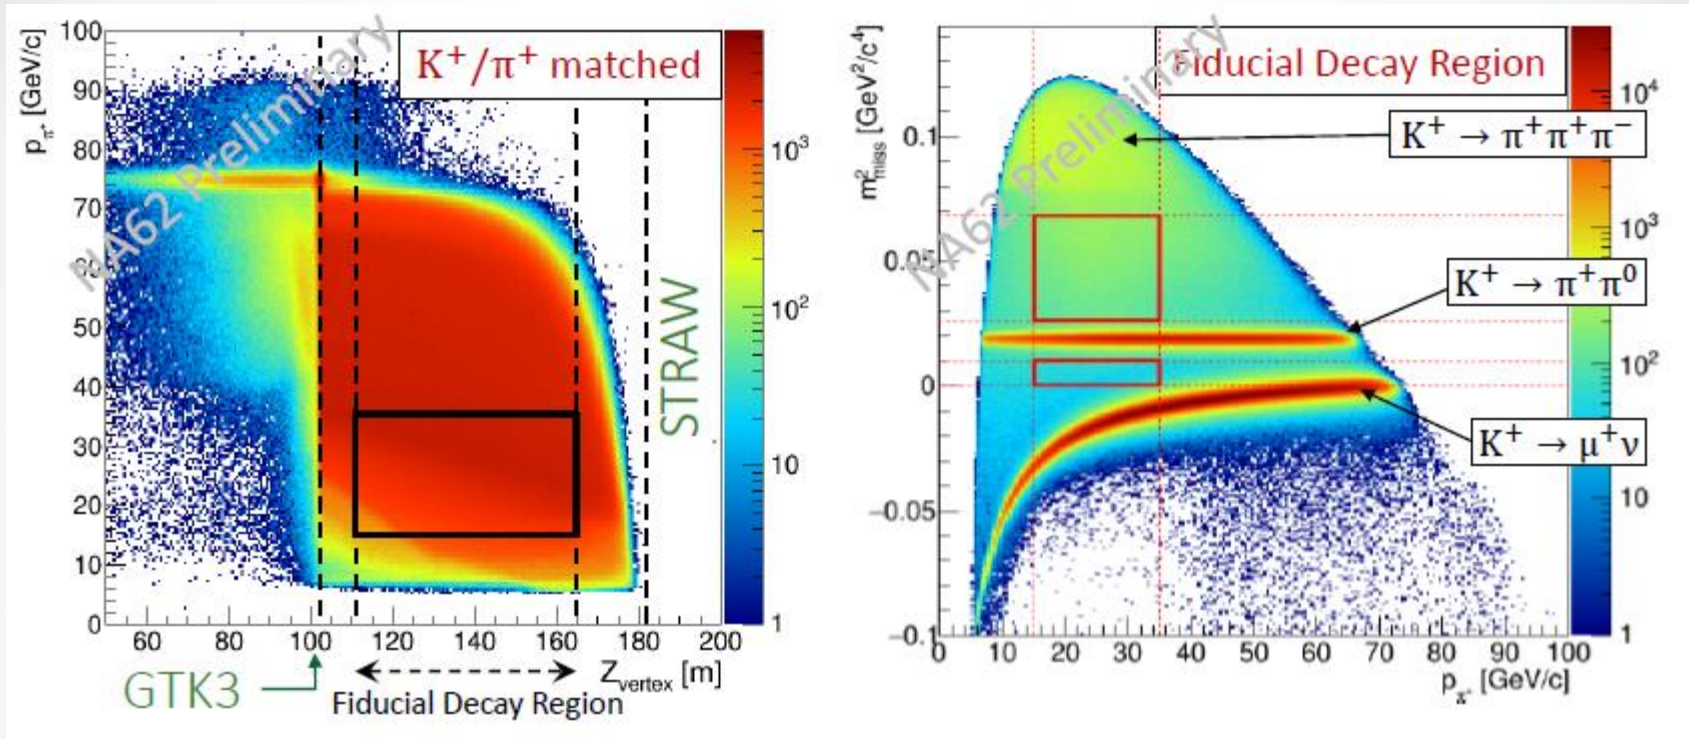 p_π⁺ [GeV/c]
100
90
80
70
60
50
40
30
20
10
0
60 80 100 120 140 160 180 200
Z_vertex [m]
K⁺/π⁺ matched
NA62 Preliminary
STRAW
GTK3
Fiducial Decay Region
10³
10²
10
1
m²_miss [GeV²/c⁴]
0.1
0.05
0
−0.05
−0.1
0 10 20 30 40 50 60 70 80 90 100
p_π⁺ [GeV/c]
Fiducial Decay Region
NA62 Preliminary
K⁺ → π⁺π⁺π⁻
K⁺ → π⁺π⁰
K⁺ → μ⁺ν
10⁴
10³
10²
10
1